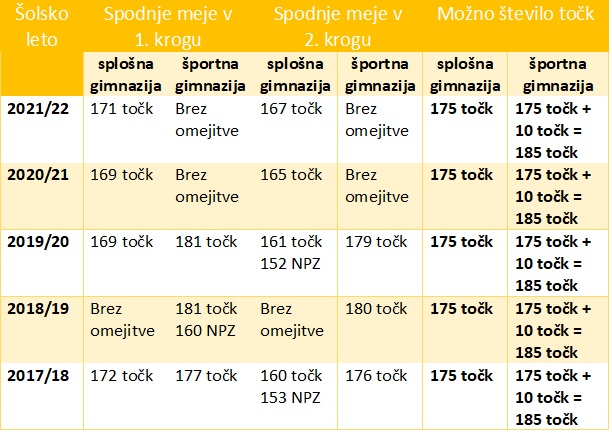 Šolsko leto | Spodnje meje v 1. krogu | Spodnje meje v 2. krogu | Možno število točk
splošna gimnazija | športna gimnazija | splošna gimnazija | športna gimnazija | splošna gimnazija | športna gimnazija
2021/22 | 171 točk | Brez omejitve | 167 točk | Brez omejitve | 175 točk | 175 točk + 10 točk = 185 točk
2020/21 | 169 točk | Brez omejitve | 165 točk | Brez omejitve | 175 točk | 175 točk + 10 točk = 185 točk
2019/20 | 169 točk | 181 točk | 161 točk 152 NPZ | 179 točk | 175 točk | 175 točk + 10 točk = 185 točk
2018/19 | Brez omejitve | 181 točk 160 NPZ | Brez omejitve | 180 točk | 175 točk | 175 točk + 10 točk = 185 točk
2017/18 | 172 točk | 177 točk | 160 točk 153 NPZ | 176 točk | 175 točk | 175 točk + 10 točk = 185 točk